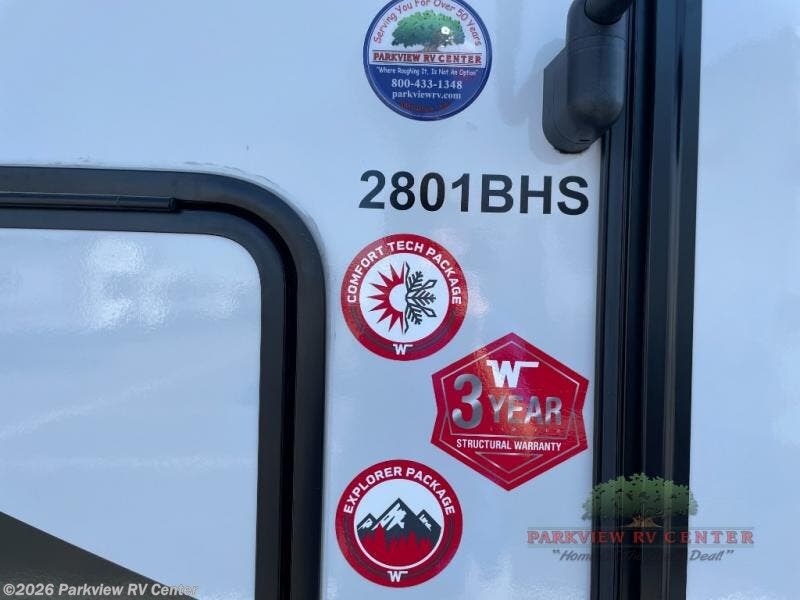 Serving You For Over 50 Years
PARKVIEW RV CENTER
"Where Roughing It, Is Not An Option"
800-433-1348
parkviewrv.com
2801BHS
COMFORT TECH PACKAGE
W
W
3 YEAR
STRUCTURAL WARRANTY
EXPLORER PACKAGE
W
PARKVIEW RV CENTER
"Home Deal!"
©2026 Parkview RV Center